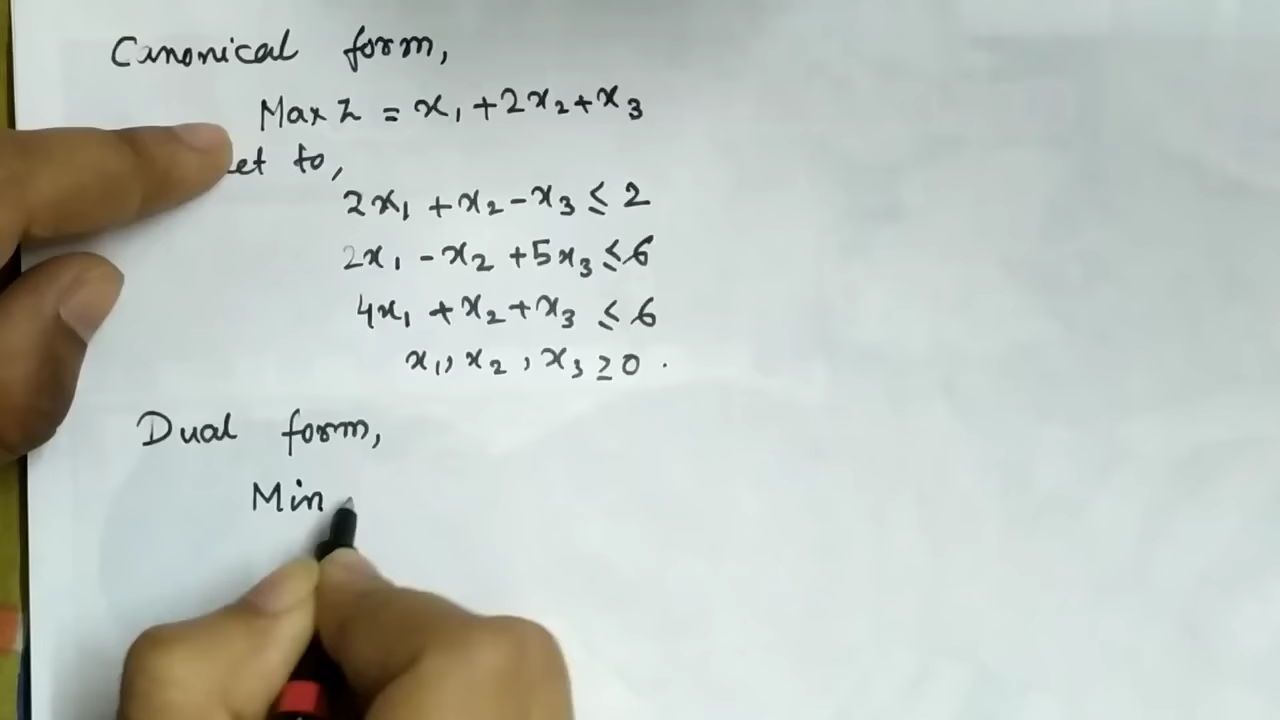 Canonical form,
Max Z = x₁ + 2x₂ + x₃
to,
2x₁ + x₂ - x₃ ≤ 2
2x₁ - x₂ + 5x₃ ≤ 6
4x₁ + x₂ + x₃ ≤ 6
x₁, x₂, x₃ ≥ 0.
Dual form,
Min